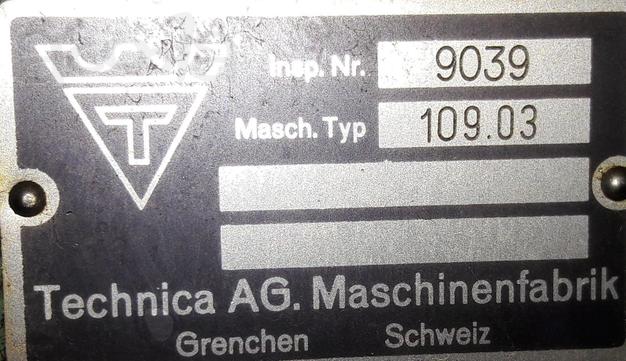 Insp. Nr. 9039
Masch. Typ 109.03
T
Technica AG. Maschinenfabrik
Grenchen Schweiz